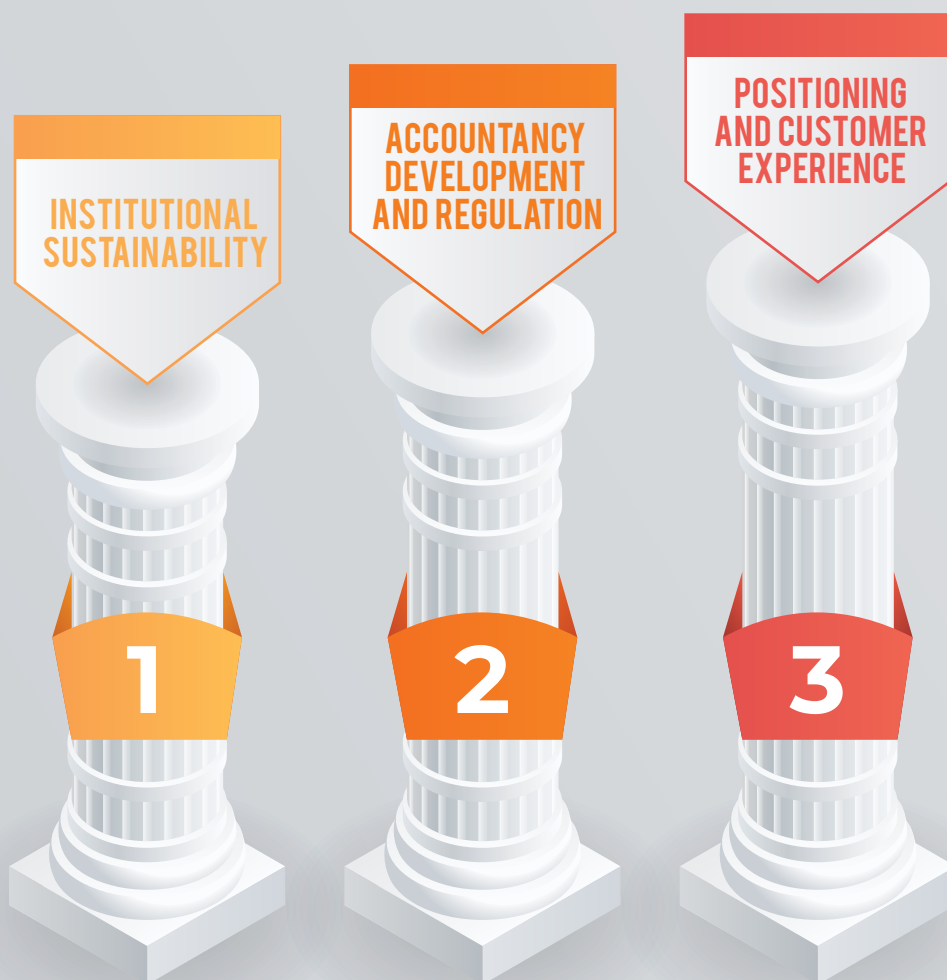 INSTITUTIONAL
SUSTAINABILITY
1
ACCOUNTANCY
DEVELOPMENT
AND REGULATION
2
POSITIONING
AND CUSTOMER
EXPERIENCE
3